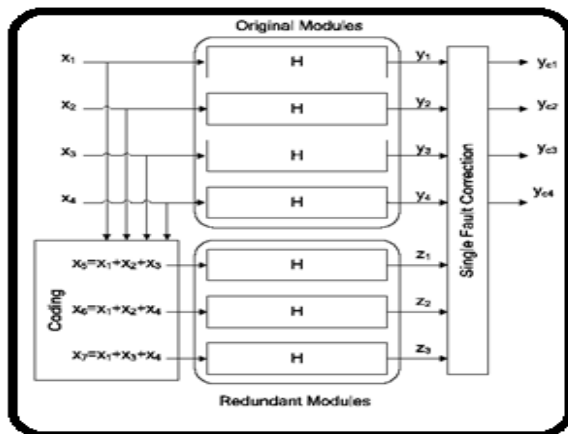 Original Modules
x₁ H y₁ yc1
x₂ H y₂ yc2
x₃ H y₃ yc3
x₄ H y₄ yc4
Single Fault Correction
Coding
x₅=x₁+x₂+x₃ H z₁
x₆=x₁+x₂+x₄ H z₂
x₇=x₁+x₃+x₄ H z₃
Redundant Modules